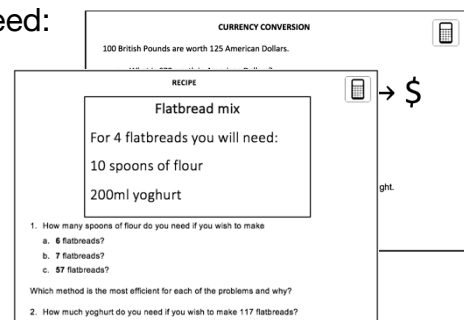 eed:
CURRENCY CONVERSION
100 British Pounds are worth 125 American Dollars.
→ $
ght.
RECIPE
Flatbread mix
For 4 flatbreads you will need:
10 spoons of flour
200ml yoghurt
1. How many spoons of flour do you need if you wish to make
a. 6 flatbreads?
b. 7 flatbreads?
c. 57 flatbreads?
Which method is the most efficient for each of the problems and why?
2. How much yoghurt do you need if you wish to make 117 flatbreads?